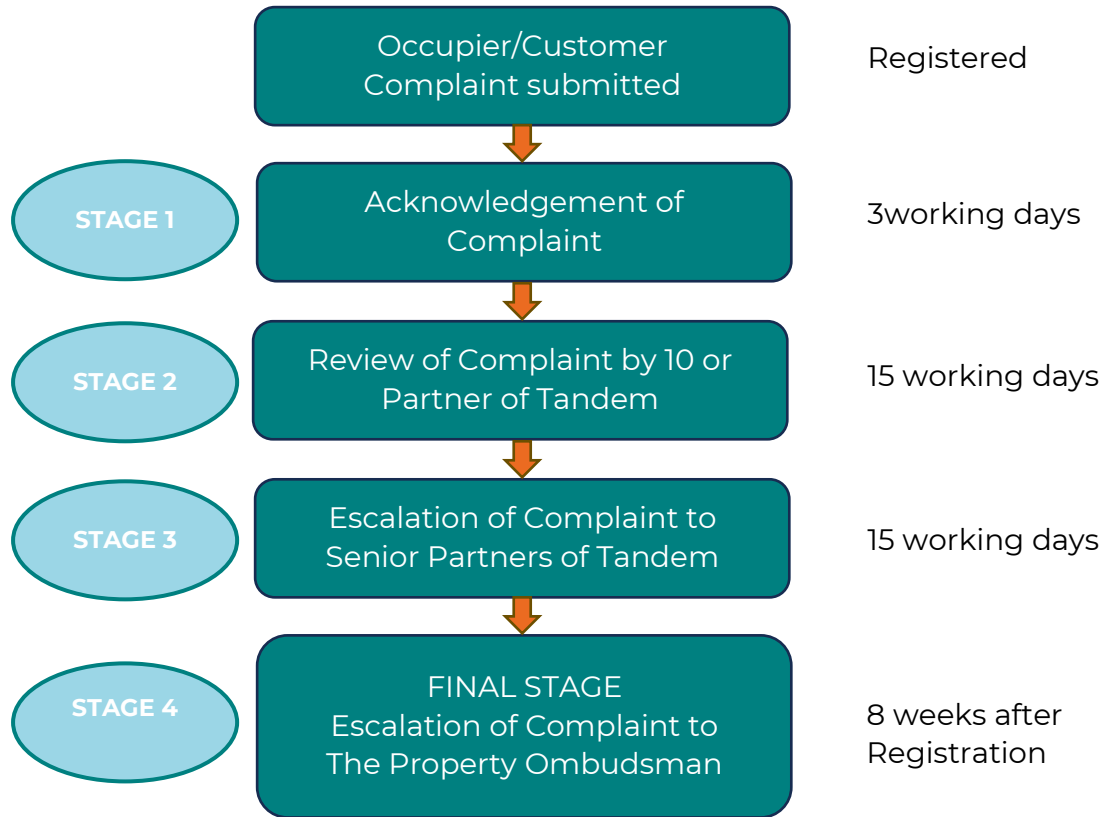 Occupier/Customer
Complaint submitted
Registered
STAGE 1
Acknowledgement of
Complaint
3working days
STAGE 2
Review of Complaint by 10 or
Partner of Tandem
15 working days
STAGE 3
Escalation of Complaint to
Senior Partners of Tandem
15 working days
STAGE 4
FINAL STAGE
Escalation of Complaint to
The Property Ombudsman
8 weeks after
Registration